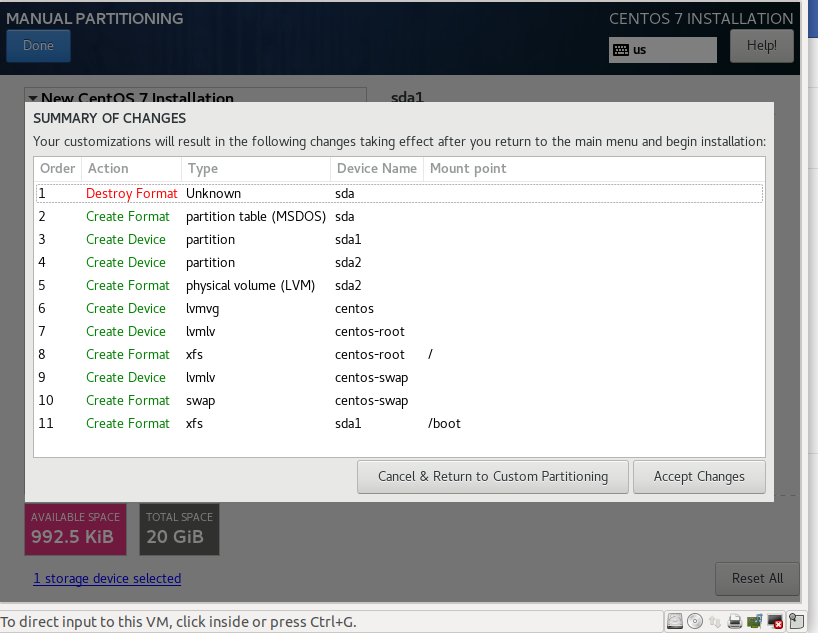 MANUAL PARTITIONING
CENTOS 7 INSTALLATION
Done
us
Help!
New CentOS 7 Installation
sda1
SUMMARY OF CHANGES
Your customizations will result in the following changes taking effect after you return to the main menu and begin installation:
Order Action Type Device Name Mount point
1 Destroy Format Unknown sda
2 Create Format partition table (MSDOS) sda
3 Create Device partition sda1
4 Create Device partition sda2
5 Create Format physical volume (LVM) sda2
6 Create Device lvmvg centos
7 Create Device lvmlv centos-root
8 Create Format xfs centos-root /
9 Create Device lvmlv centos-swap
10 Create Format swap centos-swap
11 Create Format xfs sda1 /boot
Cancel & Return to Custom Partitioning
Accept Changes
AVAILABLE SPACE
992.5 KiB
TOTAL SPACE
20 GiB
1 storage device selected
Reset All
To direct input to this VM, click inside or press Ctrl+G.